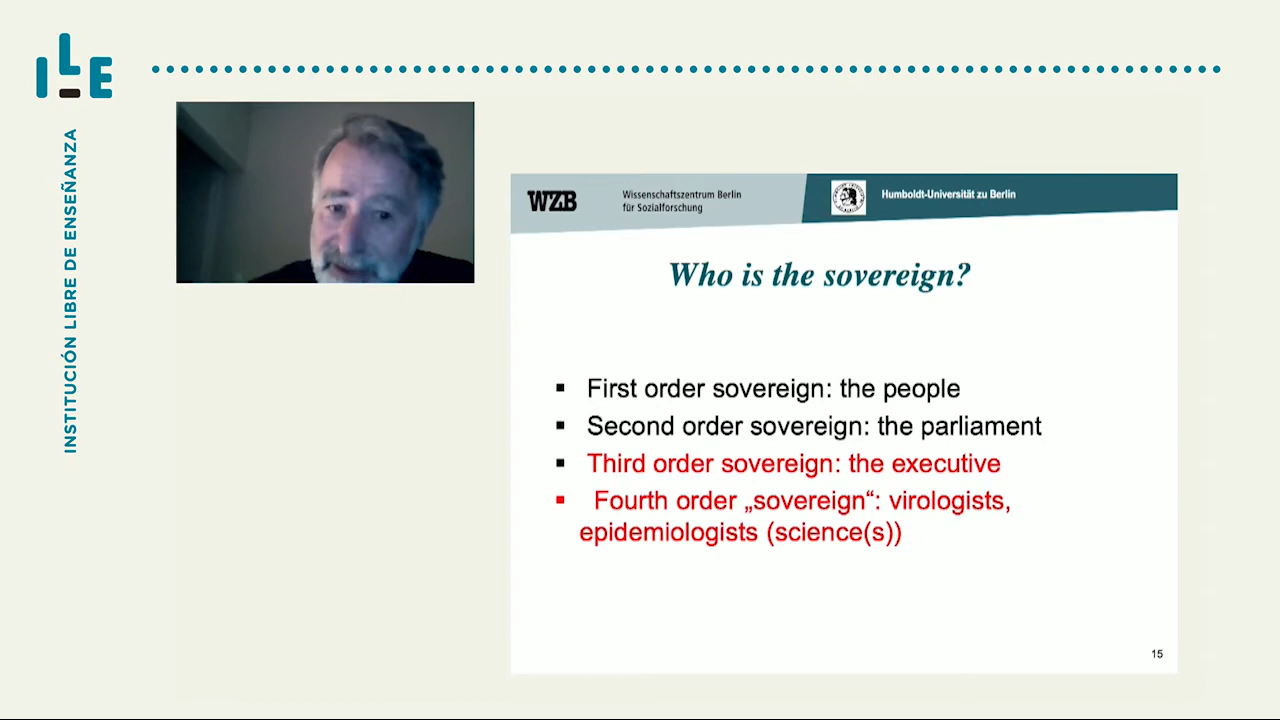 ILE
INSTITUCIÓN LIBRE DE ENSEÑANZA
WZB
Wissenschaftszentrum Berlin
für Sozialforschung
Humboldt-Universität zu Berlin
Who is the sovereign?
▪ First order sovereign: the people
▪ Second order sovereign: the parliament
▪ Third order sovereign: the executive
▪ Fourth order „sovereign“: virologists,
epidemiologists (science(s))
15